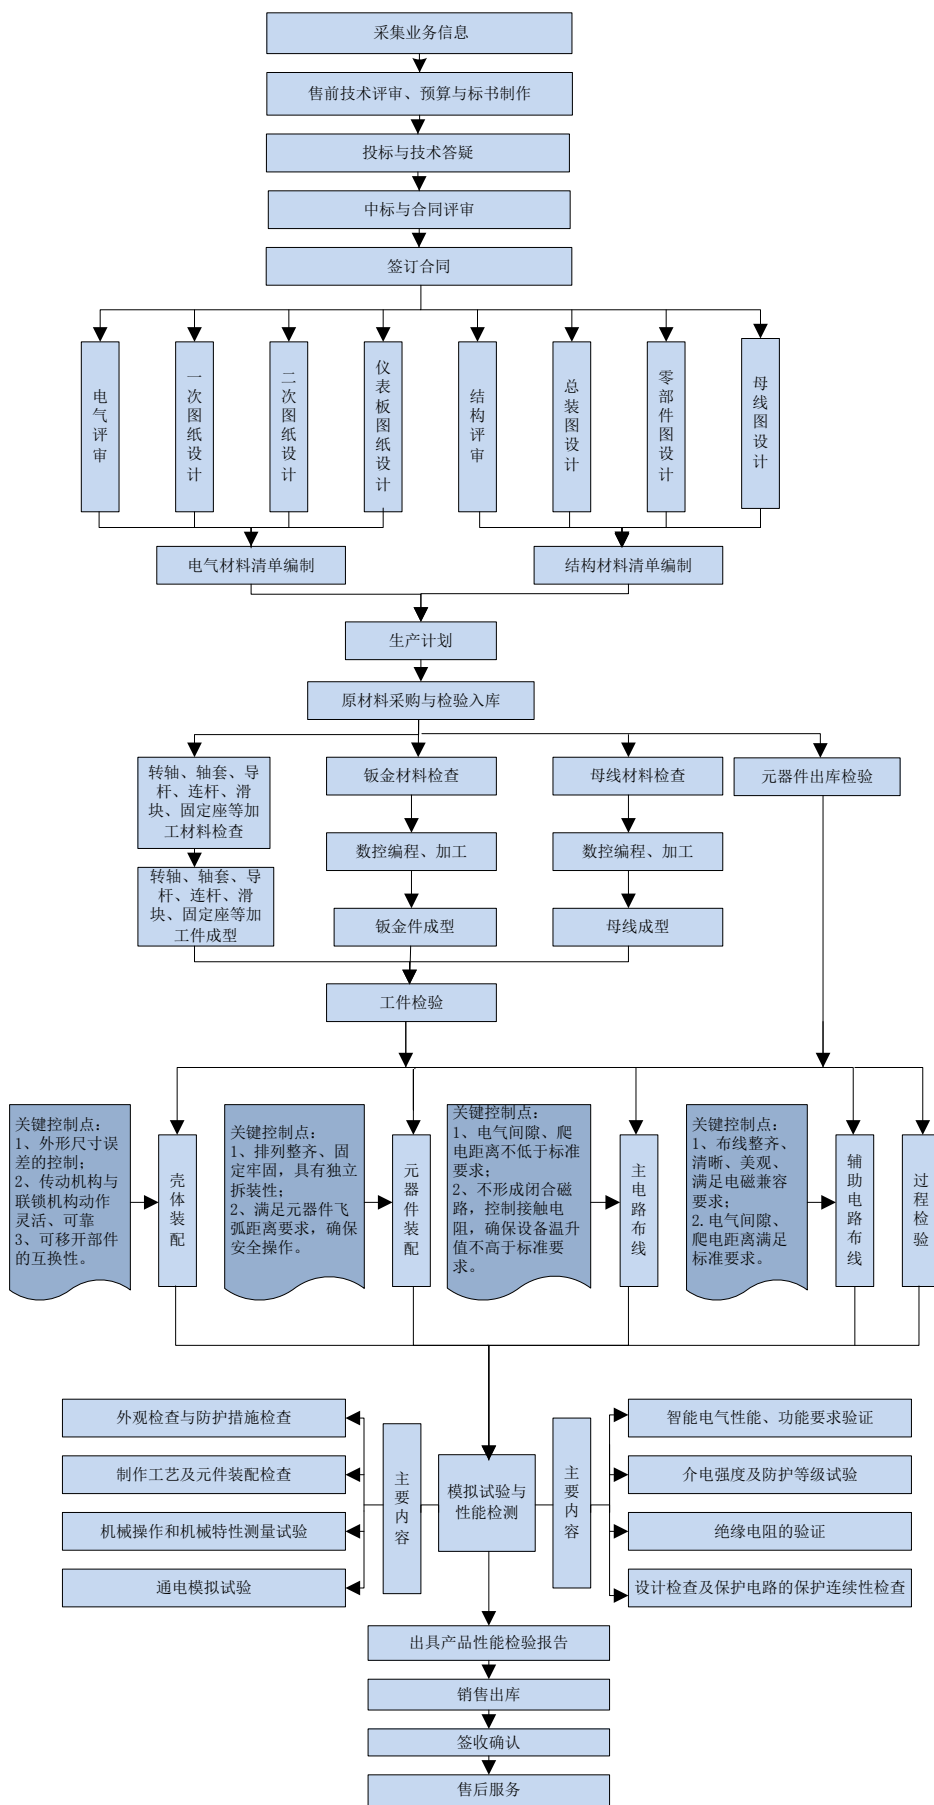 采集业务信息
售前技术评审、预算与标书制作
投标与技术答疑
中标与合同评审
签订合同
电气评审
一次图纸设计
二次图纸设计
仪表板图纸设计
结构评审
总装图设计
零部件图设计
母线图设计
电气材料清单编制
结构材料清单编制
生产计划
原材料采购与检验入库
转轴、轴套、导
杆、连杆、滑
块、固定座等加
工材料检查
钣金材料检查
母线材料检查
元器件出库检验
数控编程、加工
数控编程、加工
转轴、轴套、导
杆、连杆、滑
块、固定座等加
工件成型
钣金件成型
母线成型
工件检验
关键控制点：
1、外形尺寸误
差的控制；
2、传动机构与
联锁机构动作
灵活、可靠
3、可移开部件
的互换性。
壳体装配
关键控制点：
1、排列整齐、固
定牢固，具有独立
拆装性；
2、满足元器件飞
弧距离要求，确保
安全操作。
元器件装配
关键控制点：
1、电气间隙、爬
电距离不低于标准
要求；
2、不形成闭合磁
路，控制接触电
阻，确保设备温升
值不高于标准要
求。
主电路布线
关键控制点：
1、布线整齐、
清晰、美观、
满足电磁兼容
要求；
2.电气间隙、
爬电距离满足
标准要求。
辅助电路布线
过程检验
外观检查与防护措施检查
制作工艺及元件装配检查
机械操作和机械特性测量试验
通电模拟试验
主要内容
模拟试验与
性能检测
主要内容
智能电气性能、功能要求验证
介电强度及防护等级试验
绝缘电阻的验证
设计检查及保护电路的保护连续性检查
出具产品性能检验报告
销售出库
签收确认
售后服务